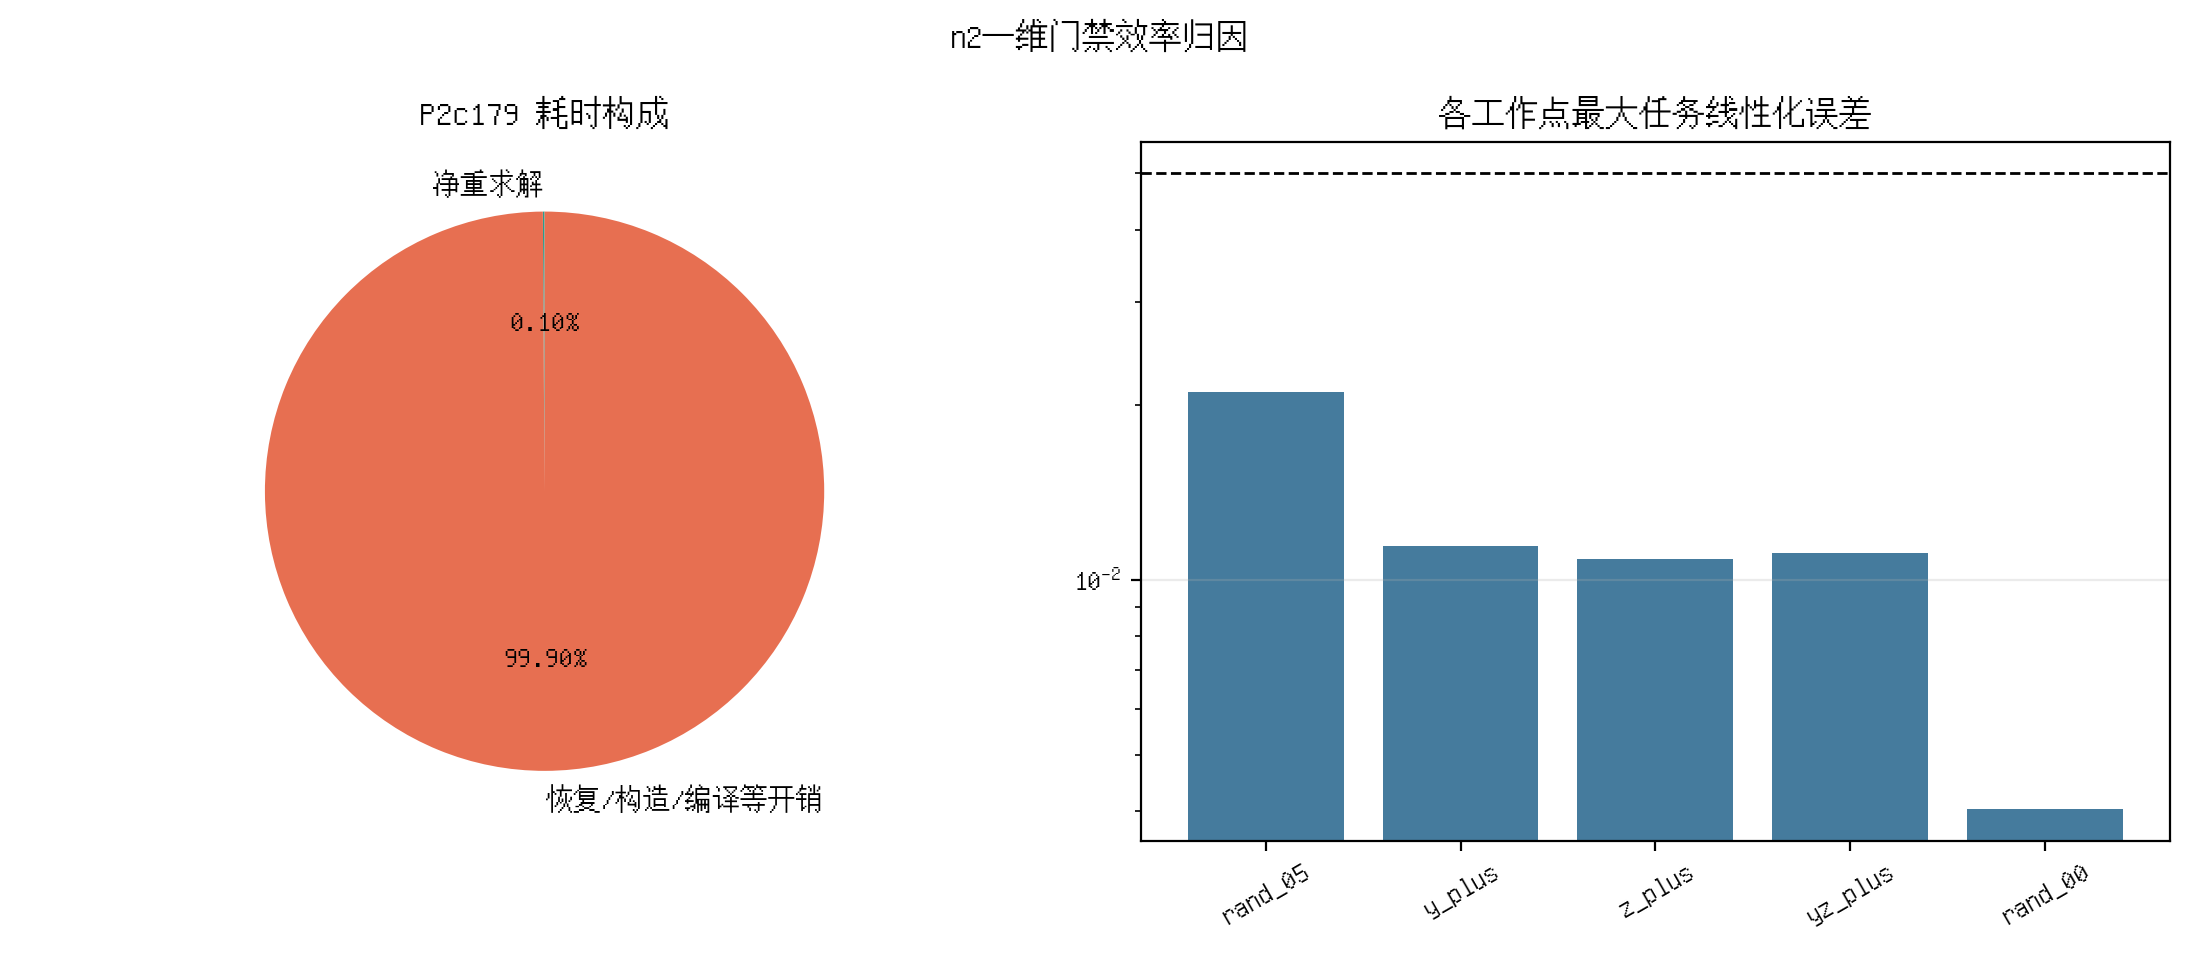 n2一维门禁效率归因
P2c179 耗时构成
净重求解
0.10%
99.90%
恢复/构造/编译等开销
各工作点最大任务线性化误差
10⁻²
rand_05
y_plus
z_plus
yz_plus
rand_00